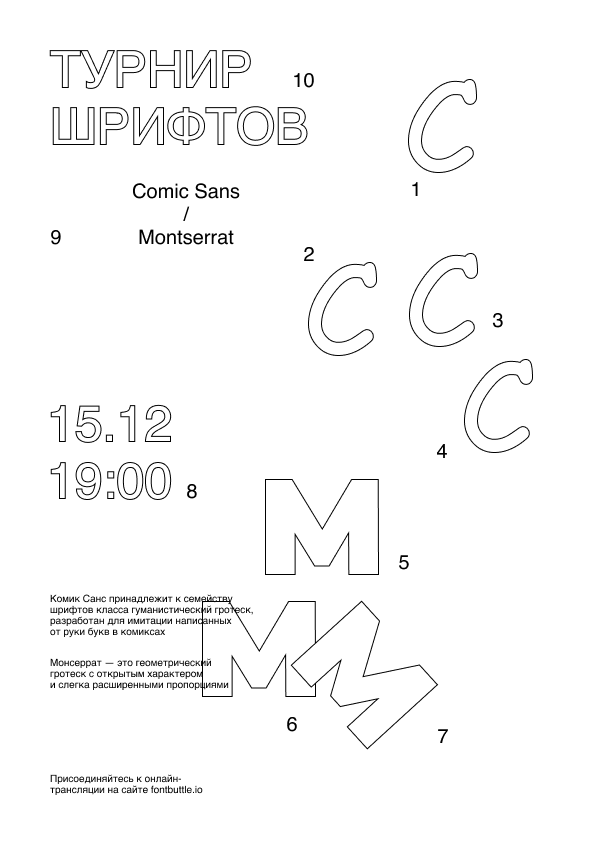 ТУРНИР
10
ШРИФТОВ
C
1
Comic Sans
/
9
Montserrat
2
C
C
3
C
4
15.12
19:00
8
M
5
Комик Санс принадлежит к семейству
шрифтов класса гуманистический гротеск,
разработан для имитации написанных
от руки букв в комиксах
M
M
Монсеррат — это геометрический
гротеск с открытым характером
и слегка расширенными пропорциями
6
7
Присоединяйтесь к онлайн-
трансляции на сайте fontbuttle.io